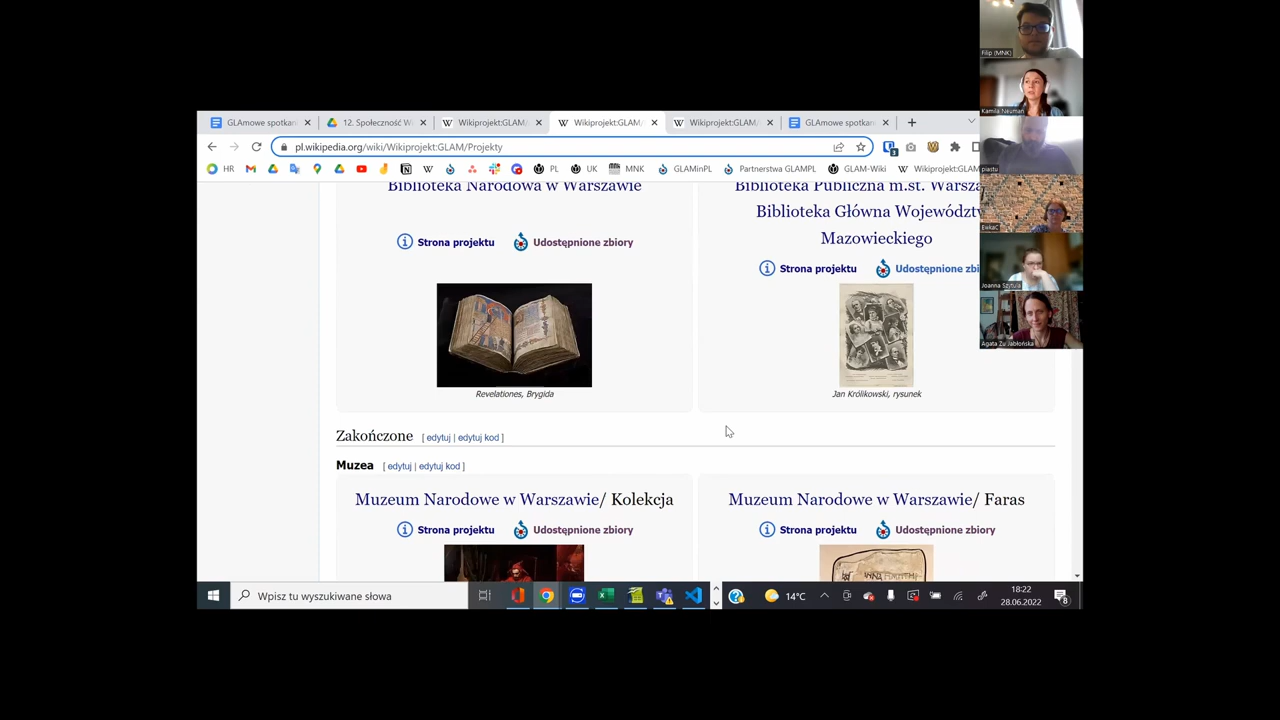 GLAmowe spotkan
12. Społeczność W
Wikiprojekt:GLAM
Wikiprojekt:GLAM/
Wikiprojekt:GLAM/
GLAmowe spotkan
pl.wikipedia.org/wiki/Wikiprojekt:GLAM/Projekty
HR
PL
UK
MNK
GLAMinPL
Partnerstwa GLAMPL
GLAM-Wiki
Wikiprojekt:GLAM
Filip (MNK)
Kamila Neuman
piastu
EwkaC
Joanna Szytuła
Agata Zu Jabłońska
Biblioteka Narodowa w Warszawie
Strona projektu
Udostępnione zbiory
Revelationes, Brygida
Biblioteka Publiczna m.st. Warsza
Biblioteka Główna Województw
Mazowieckiego
Strona projektu
Udostępnione zbi
Jan Królikowski, rysunek
Zakończone [ edytuj | edytuj kod ]
Muzea [ edytuj | edytuj kod ]
Muzeum Narodowe w Warszawie/ Kolekcja
Strona projektu
Udostępnione zbiory
Muzeum Narodowe w Warszawie/ Faras
Strona projektu
Udostępnione zbiory
Wpisz tu wyszukiwane słowa
14°C
18:22
28.06.2022
8